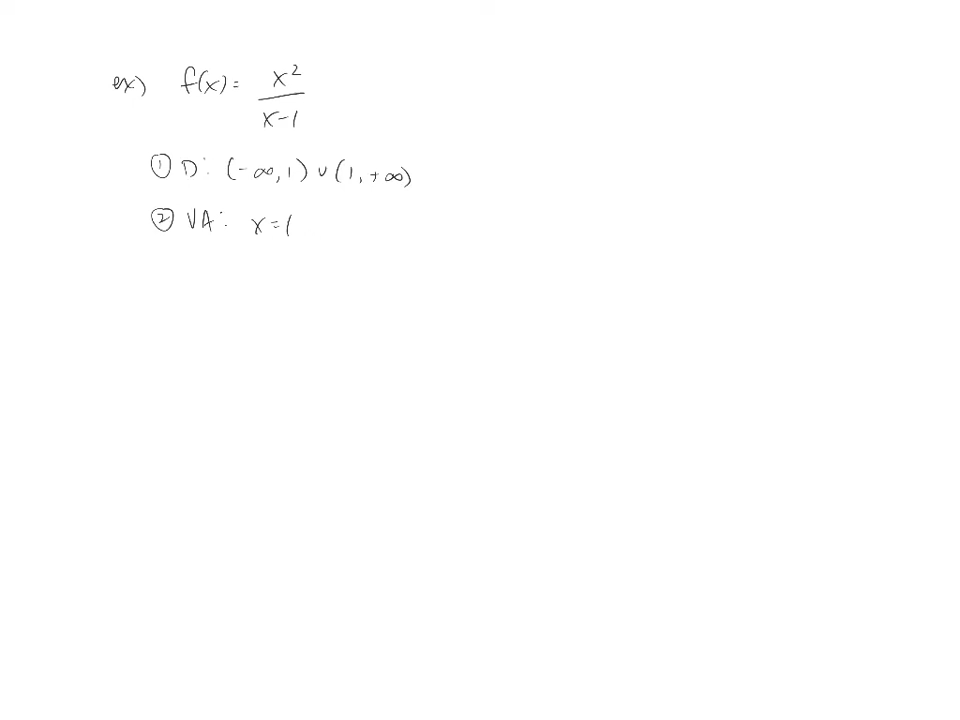 ex) f(x) = x²/(x-1)
① D: (-∞, 1) ∪ (1, +∞)
② VA: x=1